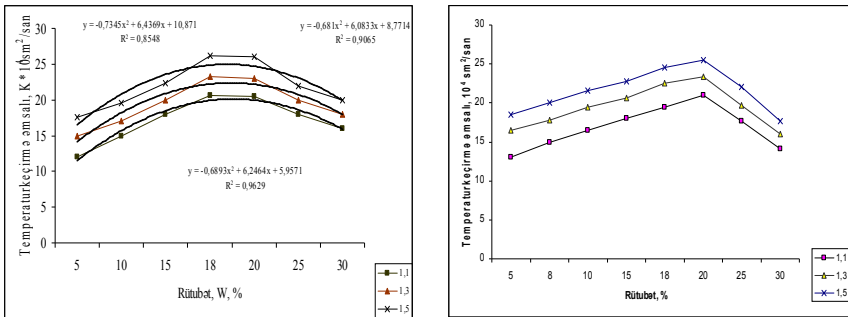 y = -0,7345x² + 6,4369x + 10,871
R² = 0,8548
y = -0,681x² + 6,0833x + 8,7714
R² = 0,9065
y = -0,6893x² + 6,2464x + 5,9571
R² = 0,9629
Temperaturkeçirmə əmsalı, K * 10⁴sm²/san
30
25
20
15
10
5
0
5 10 15 18 20 25 30
Rütubət, W, %
1,1
1,3
1,5
Temperaturkeçirmə əmsalı, 10⁴ sm²/san
30
25
20
15
10
5
0
5 8 10 15 18 20 25 30
Rütubət, %
1,1
1,3
1,5